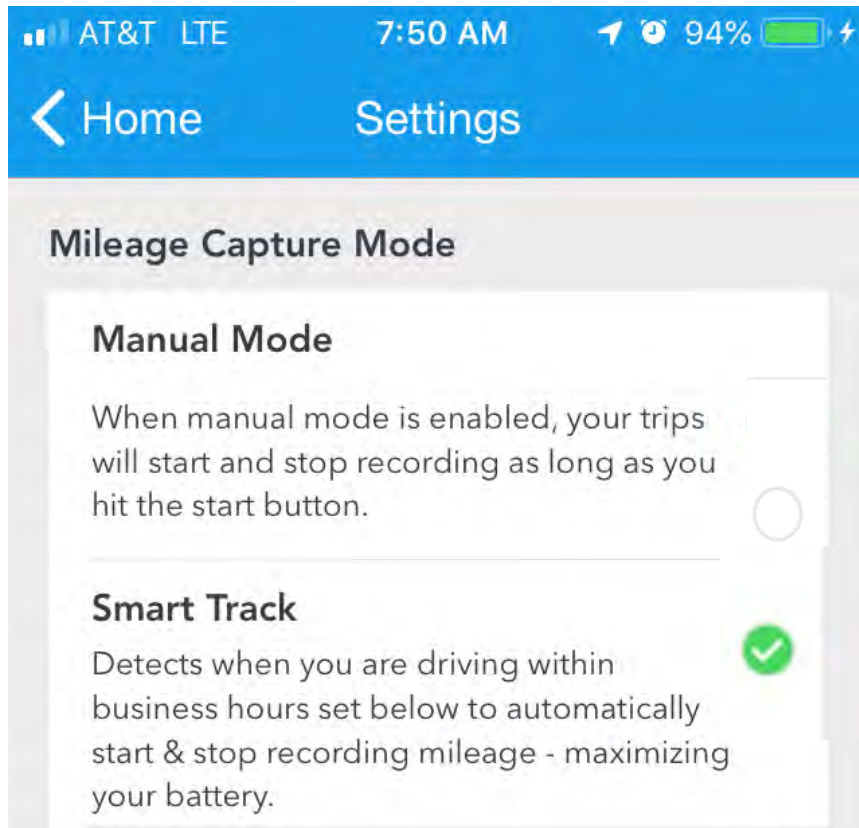 AT&T LTE 7:50 AM 94%
Home Settings
Mileage Capture Mode
Manual Mode
When manual mode is enabled, your trips
will start and stop recording as long as you
hit the start button.
Smart Track
Detects when you are driving within
business hours set below to automatically
start & stop recording mileage - maximizing
your battery.